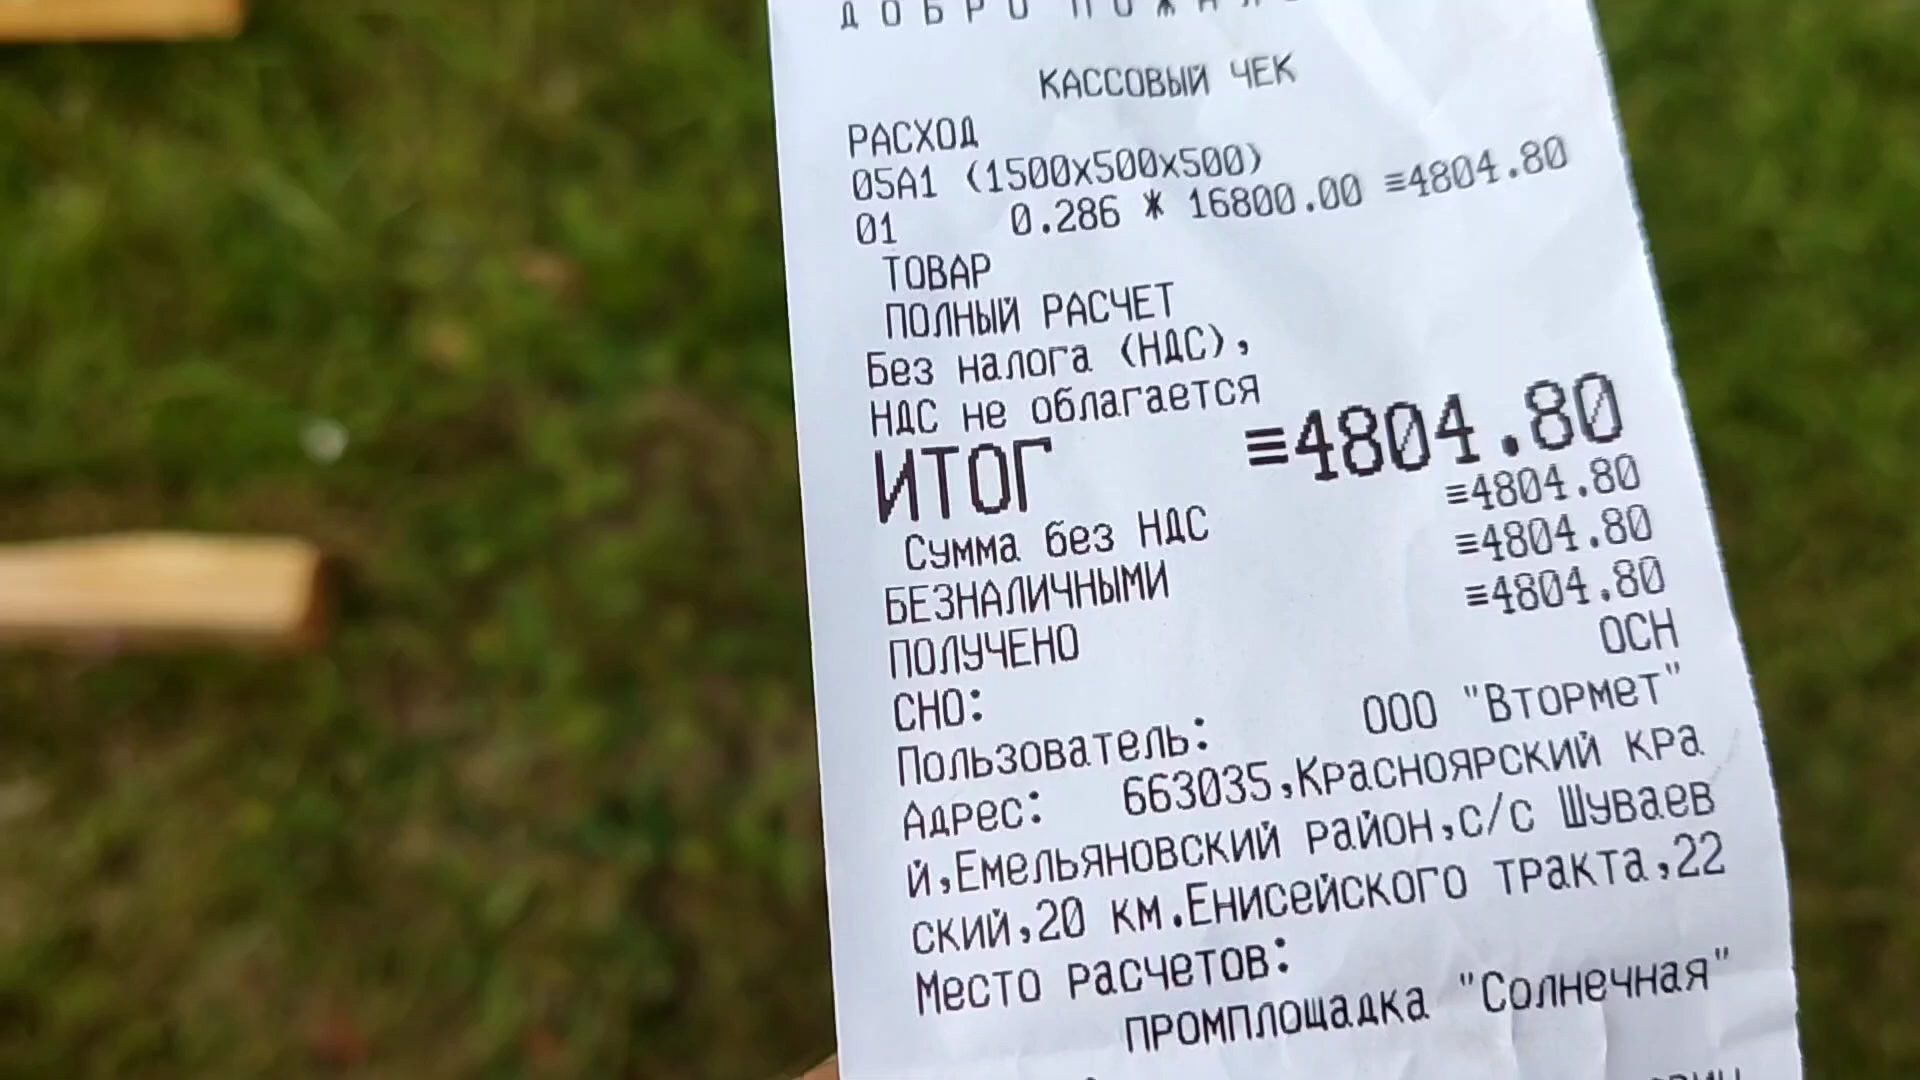 ДОБРО ПОЖАЛ
КАССОВЫЙ ЧЕК
РАСХОД
05А1 (1500х500х500)
01 0.286 * 16800.00 ≡4804.80
ТОВАР
ПОЛНЫЙ РАСЧЕТ
Без налога (НДС),
НДС не облагается
ИТОГ ≡4804.80
Сумма без НДС ≡4804.80
БЕЗНАЛИЧНЫМИ ≡4804.80
ПОЛУЧЕНО ≡4804.80
СНО: ОСН
Пользователь: ООО "Втормет"
Адрес: 663035,Красноярский кра
й,Емельяновский район,с/с Шуваев
ский,20 км.Енисейского тракта,22
Место расчетов:
промплощадка "Солнечная"